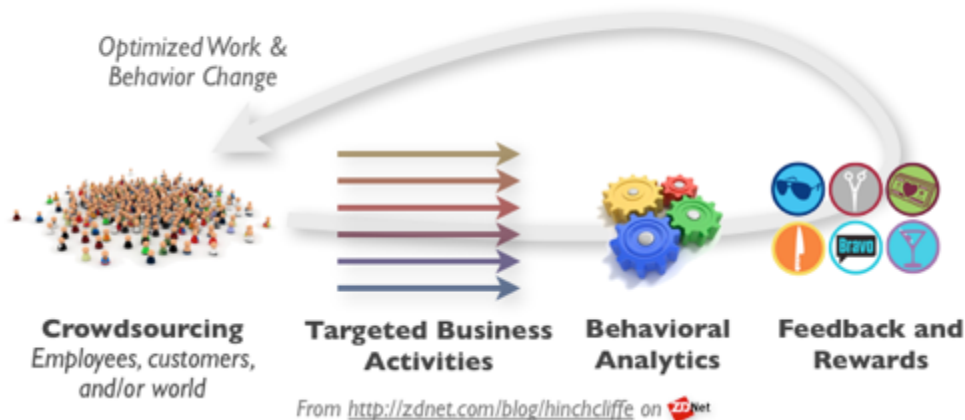 Optimized Work &
Behavior Change
Bravo
Crowdsourcing
Employees, customers,
and/or world
Targeted Business
Activities
Behavioral
Analytics
Feedback and
Rewards
From http://zdnet.com/blog/hinchcliffe on ZDNet